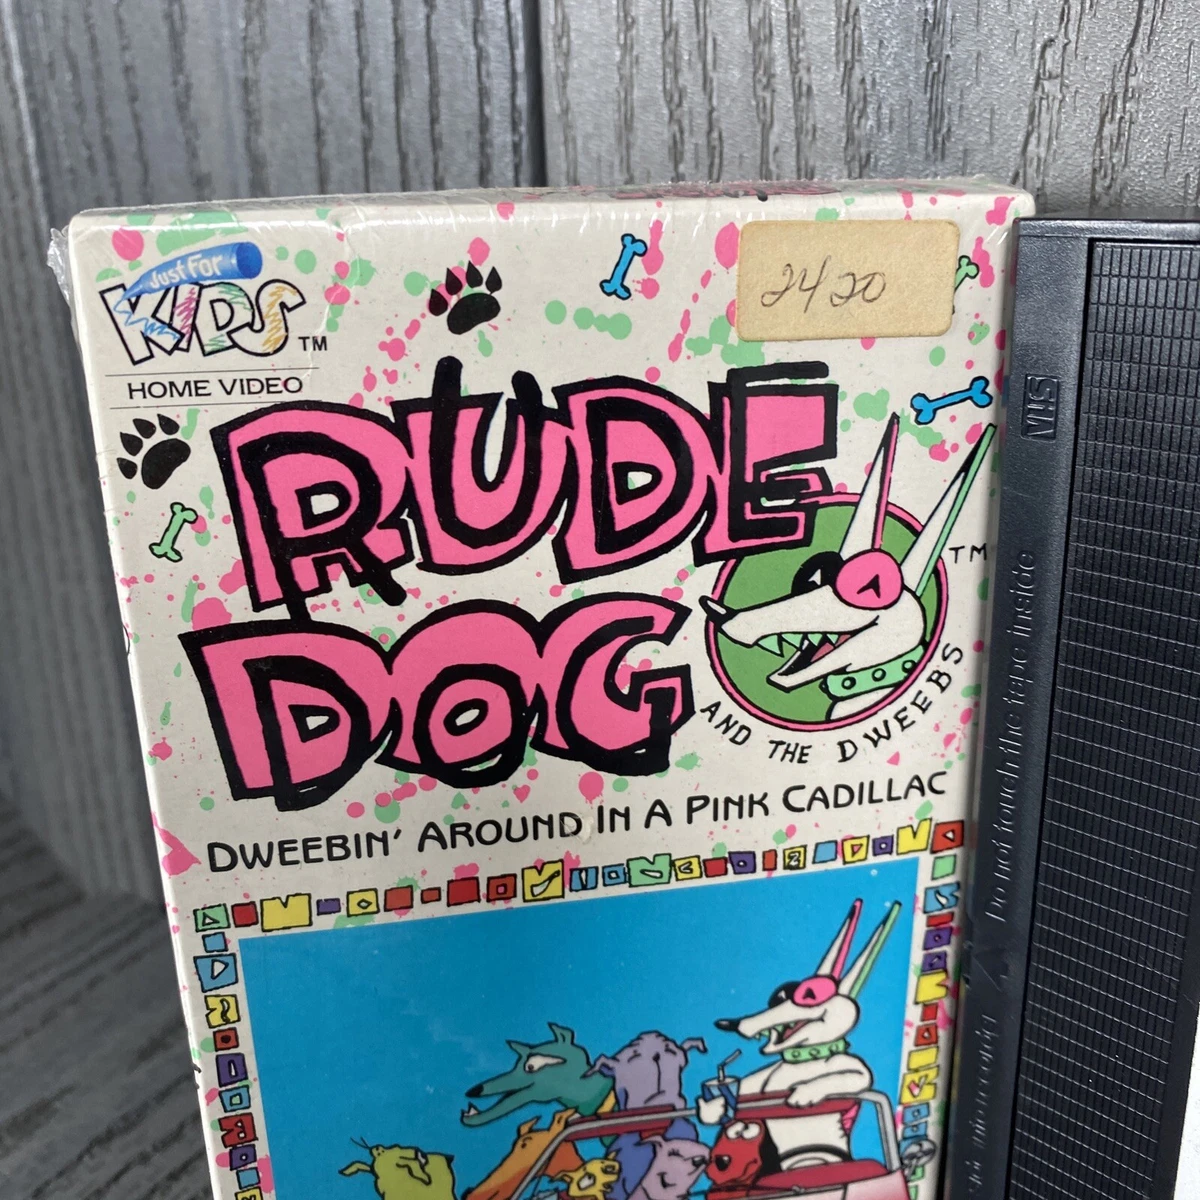 Just For
KIDS TM
HOME VIDEO
2420
RUDE
DOG
TM
AND THE DWEEBS
DWEEBIN' AROUND IN A PINK CADILLAC
VHS
Do not touch the tape inside